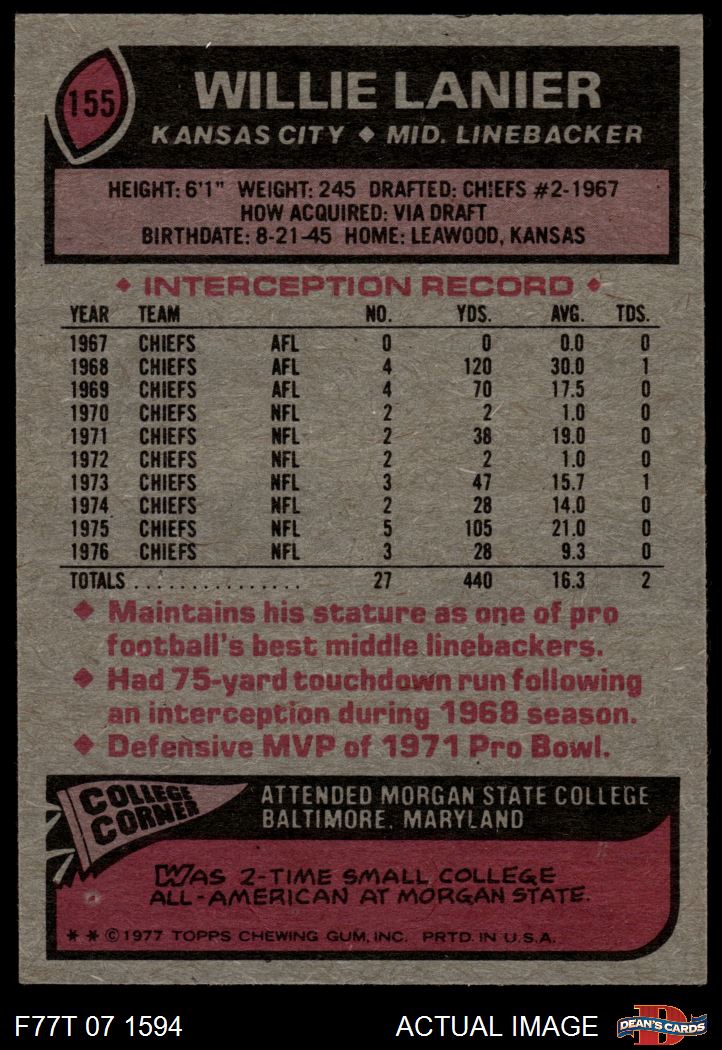 155
WILLIE LANIER
KANSAS CITY ◆ MID. LINEBACKER
HEIGHT: 6'1" WEIGHT: 245 DRAFTED: CHIEFS #2-1967
HOW ACQUIRED: VIA DRAFT
BIRTHDATE: 8-21-45 HOME: LEAWOOD, KANSAS
◆ INTERCEPTION RECORD ◆
YEAR TEAM NO. YDS. AVG. TDS.
1967 CHIEFS AFL 0 0 0.0 0
1968 CHIEFS AFL 4 120 30.0 1
1969 CHIEFS AFL 4 70 17.5 0
1970 CHIEFS NFL 2 2 1.0 0
1971 CHIEFS NFL 2 38 19.0 0
1972 CHIEFS NFL 2 2 1.0 0
1973 CHIEFS NFL 3 47 15.7 1
1974 CHIEFS NFL 2 28 14.0 0
1975 CHIEFS NFL 5 105 21.0 0
1976 CHIEFS NFL 3 28 9.3 0
TOTALS . . . . . . . . . . . . . . . 27 440 16.3 2
◆ Maintains his stature as one of pro
football's best middle linebackers.
◆ Had 75-yard touchdown run following
an interception during 1968 season.
◆ Defensive MVP of 1971 Pro Bowl.
COLLEGE
CORNER
ATTENDED MORGAN STATE COLLEGE
BALTIMORE, MARYLAND
WAS 2-TIME SMALL COLLEGE
ALL-AMERICAN AT MORGAN STATE.
* * © 1977 TOPPS CHEWING GUM, INC. PRTD. IN U.S.A.
F77T 07 1594 ACTUAL IMAGE
D
DEAN'S CARDS